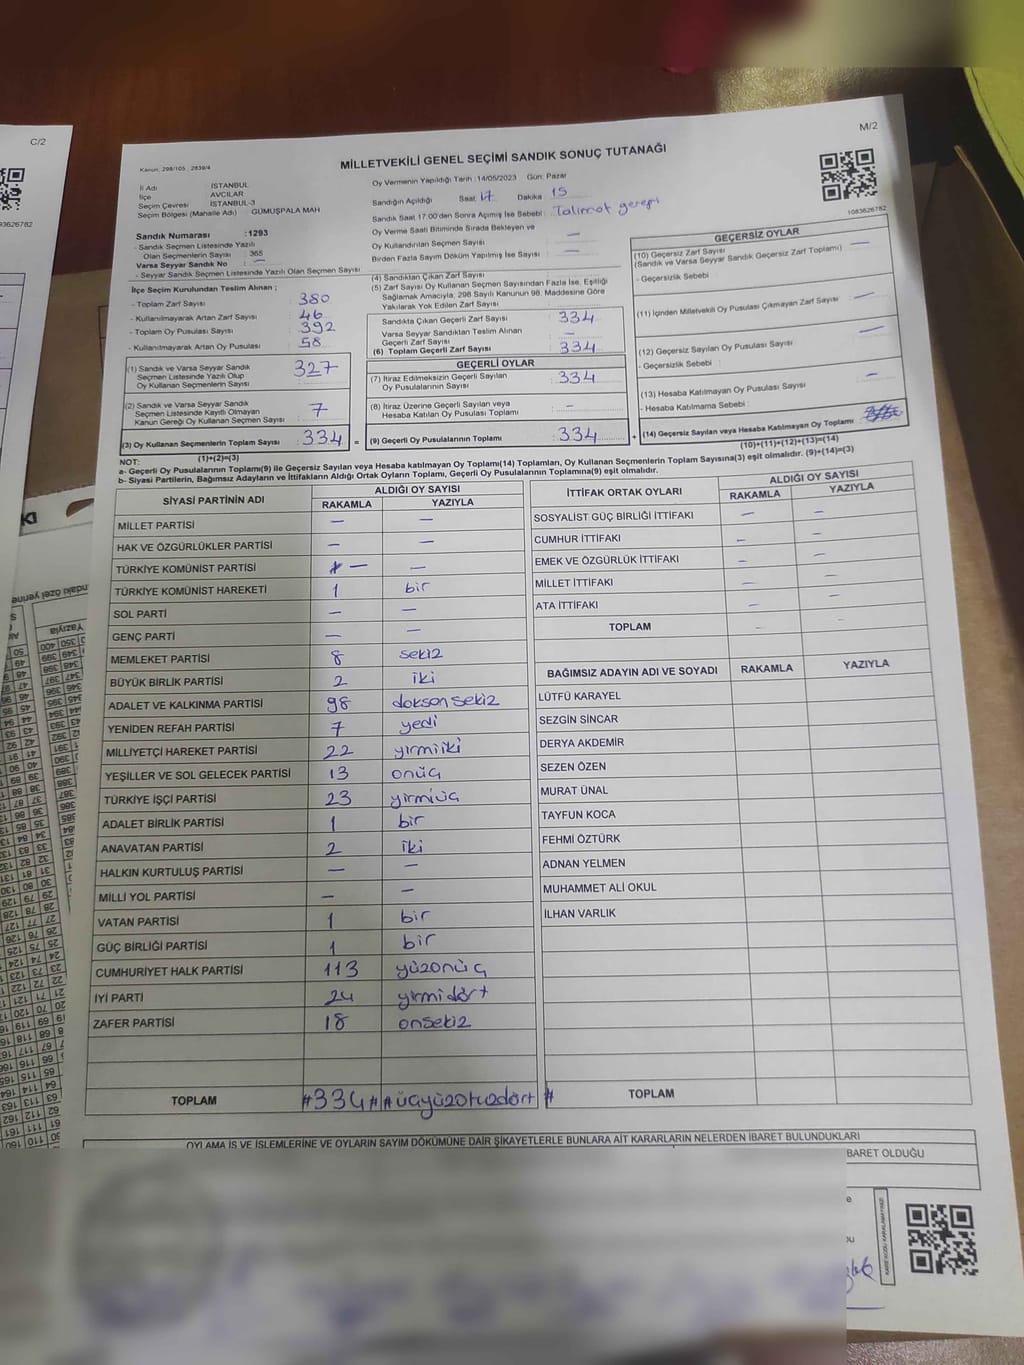 C/2
M/2
Kanun: 298/105 : 2839/4
MİLLETVEKİLİ GENEL SEÇİMİ SANDIK SONUÇ TUTANAĞI
İl Adı İSTANBUL
İlçe AVCILAR
Seçim Çevresi İSTANBUL-3
Seçim Bölgesi (Mahalle Adı) : GÜMÜŞPALA MAH
Oy Vermenin Yapıldığı Tarih : 14/05/2023 Gün: Pazar
Sandığın Açıldığı Saat: 17 Dakika : 15
Sandık Saat 17:00'den Sonra Açılmış İse Sebebi : Talimat gereği
Oy Verme Saati Bitiminde Sırada Bekleyen ve
Oy Kullandırılan Seçmen Sayısı : —
Birden Fazla Sayım Döküm Yapılmış İse Sayısı : —
1083626782
Sandık Numarası : 1293
- Sandık Seçmen Listesinde Yazılı
Olan Seçmenlerin Sayısı : 365
Varsa Seyyar Sandık No : —
- Seyyar Sandık Seçmen Listesinde Yazılı Olan Seçmen Sayısı :
İlçe Seçim Kurulundan Teslim Alınan ;
- Toplam Zarf Sayısı : 380
- Kullanılmayarak Artan Zarf Sayısı : 46
- Toplam Oy Pusulası Sayısı : 392
- Kullanılmayarak Artan Oy Pusulası : 58
(1) Sandık ve Varsa Seyyar Sandık
Seçmen Listesinde Yazılı Olup
Oy Kullanan Seçmenlerin Sayısı : 327
(2) Sandık ve Varsa Seyyar Sandık
Seçmen Listesinde Kayıtlı Olmayan
Kanun Gereği Oy Kullanan Seçmen Sayısı : 7
(3) Oy Kullanan Seçmenlerin Toplam Sayısı : 334 =
(1)+(2)=(3)
(4) Sandıktan Çıkan Zarf Sayısı :
(5) Zarf Sayısı Oy Kullanan Seçmen Sayısından Fazla İse, Eşitliği
Sağlamak Amacıyla, 298 Sayılı Kanunun 98. Maddesine Göre
Yakılarak Yok Edilen Zarf Sayısı :
Sandıkta Çıkan Geçerli Zarf Sayısı : 334
Varsa Seyyar Sandıktan Teslim Alınan
Geçerli Zarf Sayısı : —
(6) Toplam Geçerli Zarf Sayısı : 334
GEÇERLİ OYLAR
(7) İtiraz Edilmeksizin Geçerli Sayılan
Oy Pusulalarının Sayısı : 334
(8) İtiraz Üzerine Geçerli Sayılan veya
Hesaba Katılan Oy Pusulası Toplamı : —
(9) Geçerli Oy Pusulalarının Toplamı : 334 +
GEÇERSİZ OYLAR
(10) Geçersiz Zarf Sayısı
(Sandık ve Varsa Seyyar Sandık Geçersiz Zarf Toplamı) : —
- Geçersizlik Sebebi :
(11) İçinden Milletvekili Oy Pusulası Çıkmayan Zarf Sayısı : —
(12) Geçersiz Sayılan Oy Pusulası Sayısı : —
- Geçersizlik Sebebi :
(13) Hesaba Katılmayan Oy Pusulası Sayısı : —
- Hesaba Katılmama Sebebi :
(14) Geçersiz Sayılan veya Hesaba Katılmayan Oy Toplamı :
(10)+(11)+(12)+(13)=(14)
NOT:
a- Geçerli Oy Pusulalarının Toplamı(9) ile Geçersiz Sayılan veya Hesaba katılmayan Oy Toplamı(14) Toplamları, Oy Kullanan Seçmenlerin Toplam Sayısına(3) eşit olmalıdır. (9)+(14)=(3)
b- Siyasi Partilerin, Bağımsız Adayların ve İttifakların Aldığı Ortak Oyların Toplamı, Geçerli Oy Pusulalarının Toplamına(9) eşit olmalıdır.
SİYASİ PARTİNİN ADI ALDIĞI OY SAYISI
RAKAMLA YAZIYLA
MİLLET PARTİSİ — —
HAK VE ÖZGÜRLÜKLER PARTİSİ — —
TÜRKİYE KOMÜNİST PARTİSİ — —
TÜRKİYE KOMÜNİST HAREKETİ 1 bir
SOL PARTİ — —
GENÇ PARTİ — —
MEMLEKET PARTİSİ 8 sekiz
BÜYÜK BİRLİK PARTİSİ 2 iki
ADALET VE KALKINMA PARTİSİ 98 doksonsekiz
YENİDEN REFAH PARTİSİ 7 yedi
MİLLİYETÇİ HAREKET PARTİSİ 22 yirmiiki
YEŞİLLER VE SOL GELECEK PARTİSİ 13 onüç
TÜRKİYE İŞÇİ PARTİSİ 23 yirmiüç
ADALET BİRLİK PARTİSİ 1 bir
ANAVATAN PARTİSİ 2 iki
HALKIN KURTULUŞ PARTİSİ — —
MİLLİ YOL PARTİSİ — —
VATAN PARTİSİ 1 bir
GÜÇ BİRLİĞİ PARTİSİ 1 bir
CUMHURİYET HALK PARTİSİ 113 yüzonüç
İYİ PARTİ 24 yirmidört
ZAFER PARTİSİ 18 onsekiz
TOPLAM #334# #üçyüzotuzdört#
İTTİFAK ORTAK OYLARI ALDIĞI OY SAYISI
RAKAMLA YAZIYLA
SOSYALİST GÜÇ BİRLİĞİ İTTİFAKI — —
CUMHUR İTTİFAKI — —
EMEK VE ÖZGÜRLÜK İTTİFAKI — —
MİLLET İTTİFAKI — —
ATA İTTİFAKI — —
TOPLAM - -
BAĞIMSIZ ADAYIN ADI VE SOYADI RAKAMLA YAZIYLA
LÜTFÜ KARAYEL
SEZGİN SİNCAR
DERYA AKDEMİR
SEZEN ÖZEN
MURAT ÜNAL
TAYFUN KOCA
FEHMİ ÖZTÜRK
ADNAN YELMEN
MUHAMMET ALİ OKUL
İLHAN VARLIK
TOPLAM
OYLAMA İŞ VE İŞLEMLERİNE VE OYLARIN SAYIM DÖKÜMÜNE DAİR ŞİKAYETLERLE BUNLARA AİT KARARLARIN NELERDEN İBARET BULUNDUKLARI
BARET OLDUĞU